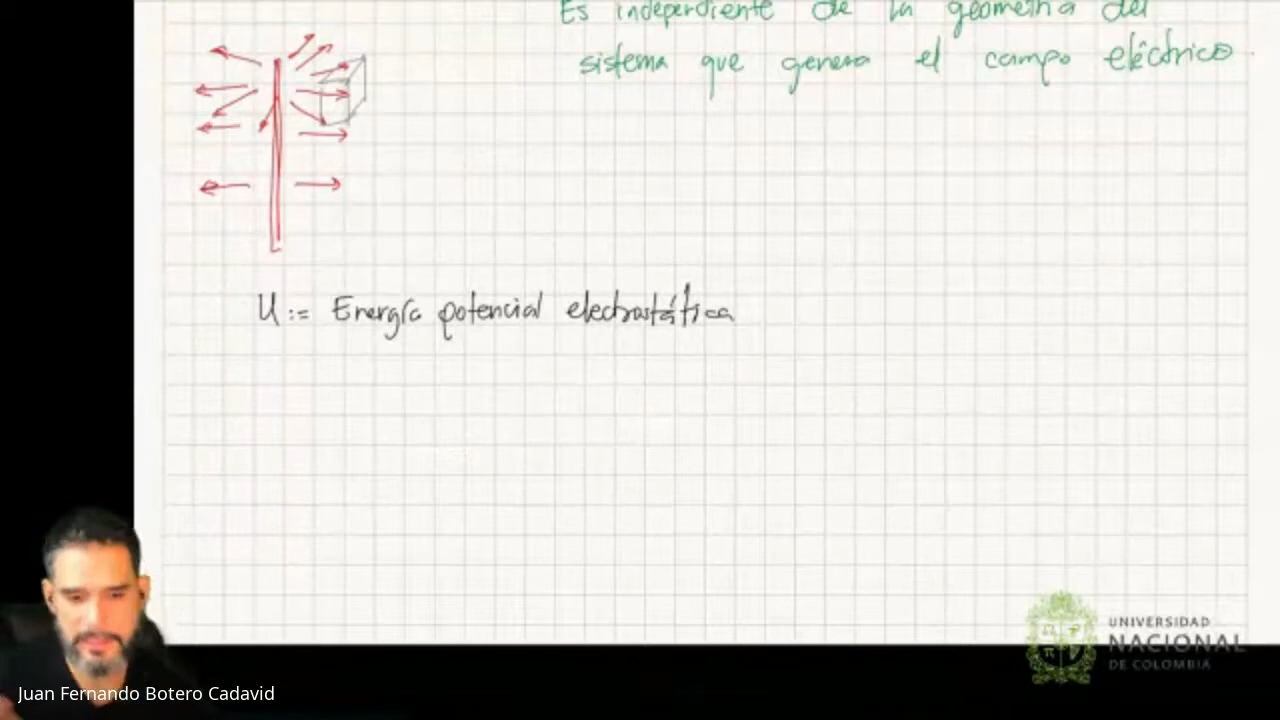 Es independiente de la geometría del
sistema que genera el campo eléctrico
U := Energía potencial electrostática
UNIVERSIDAD
NACIONAL
DE COLOMBIA
Juan Fernando Botero Cadavid